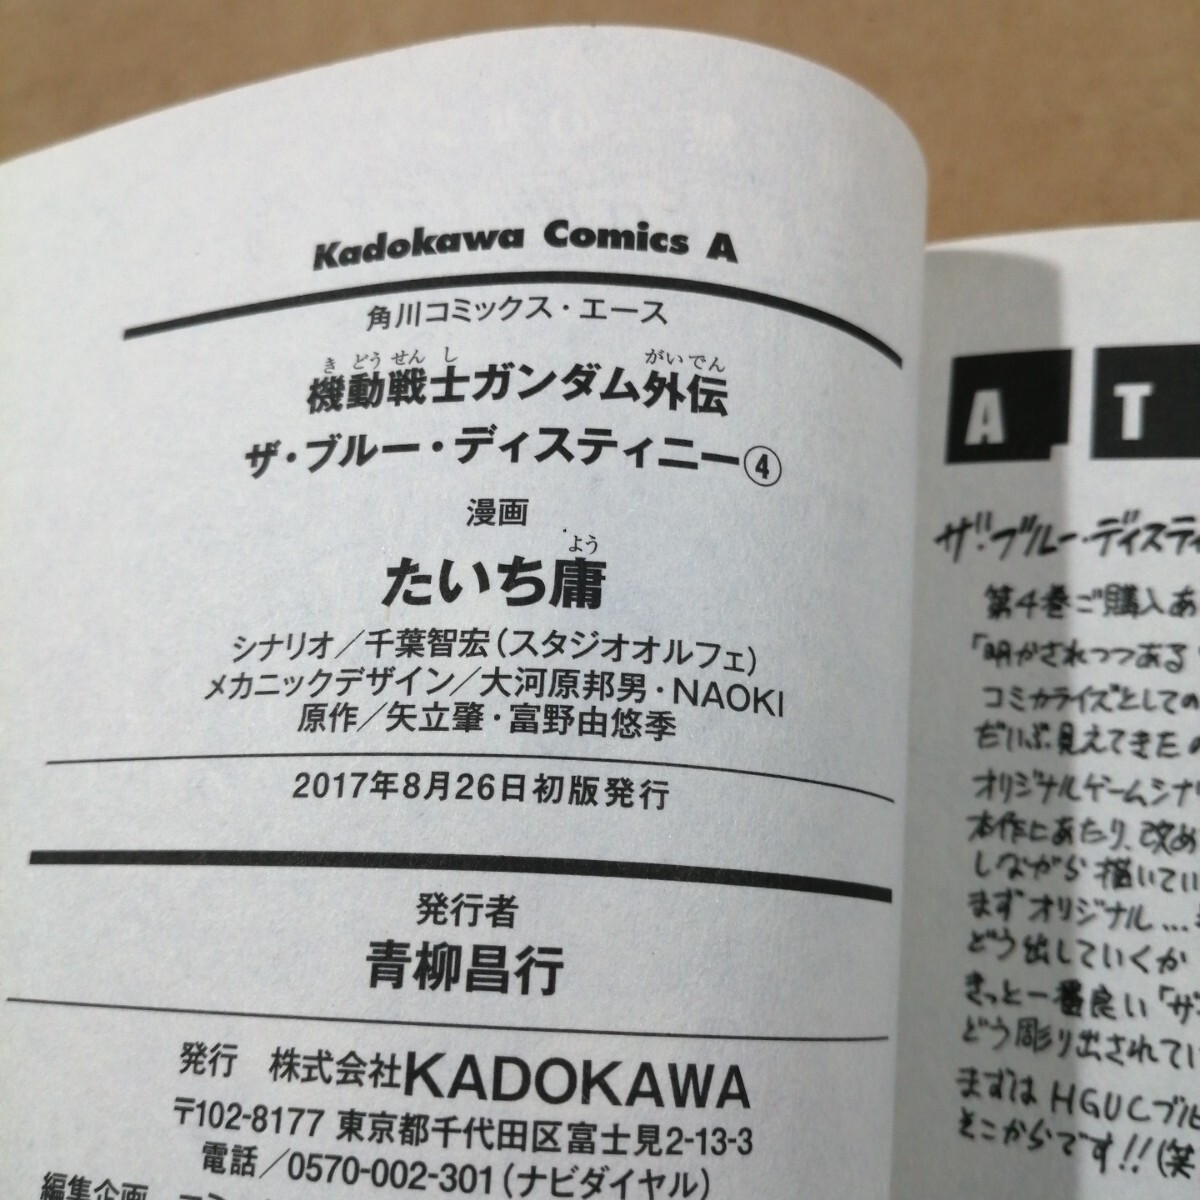 Kadokawa Comics A
角川コミックス・エース
き どう せん し がいでん
機動戦士ガンダム外伝
ザ・ブルー・ディスティニー④
漫画
よう
たいち庸
シナリオ／千葉智宏（スタジオオルフェ）
メカニックデザイン／大河原邦男・NAOKI
原作／矢立肇・富野由悠季
2017年8月26日初版発行
発行者
青柳昌行
発行 株式会社KADOKAWA
〒102-8177 東京都千代田区富士見2-13-3
電話／0570-002-301（ナビダイヤル）
編集企画
A T
ザ・ブルー・ディスティ
第4巻ご購入あ
「明かされつつある
コミカライズとしての
だいぶ見えてきた
オリジナルゲームシナリ
本作にあたり、改め
しながら描いてい
まずオリジナル…
どう出していくか
きっと一番良い「ザ
どう彫り出されてい
まずはHGUCブル
そこからです!!(笑